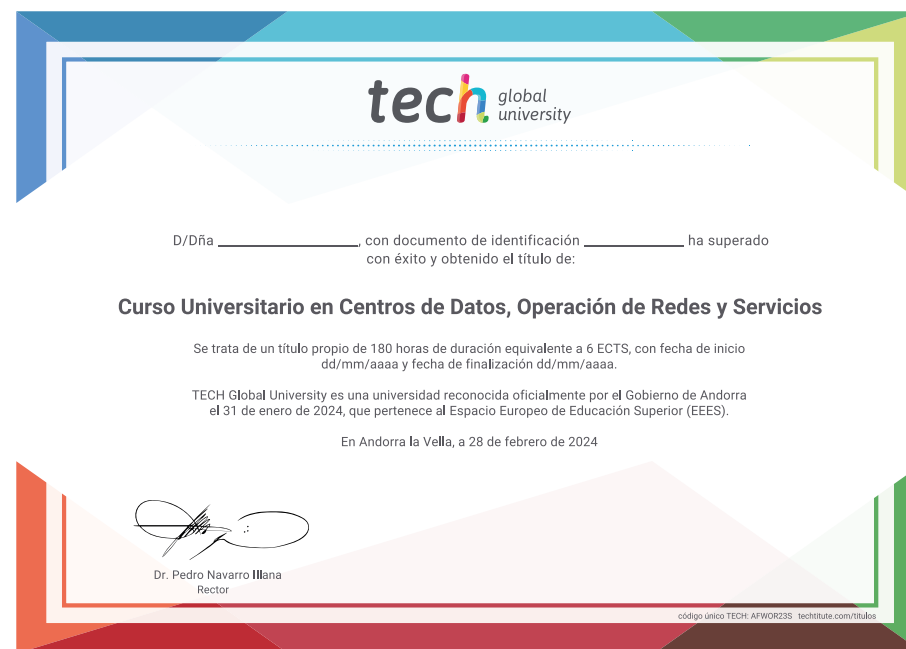 tech global university
D/Dña ______________, con documento de identificación __________ ha superado
con éxito y obtenido el título de:
Curso Universitario en Centros de Datos, Operación de Redes y Servicios
Se trata de un título propio de 180 horas de duración equivalente a 6 ECTS, con fecha de inicio
dd/mm/aaaa y fecha de finalización dd/mm/aaaa.
TECH Global University es una universidad reconocida oficialmente por el Gobierno de Andorra
el 31 de enero de 2024, que pertenece al Espacio Europeo de Educación Superior (EEES).
En Andorra la Vella, a 28 de febrero de 2024
Dr. Pedro Navarro Illana
Rector
código único TECH: AFWOR23S techtitute.com/titulos